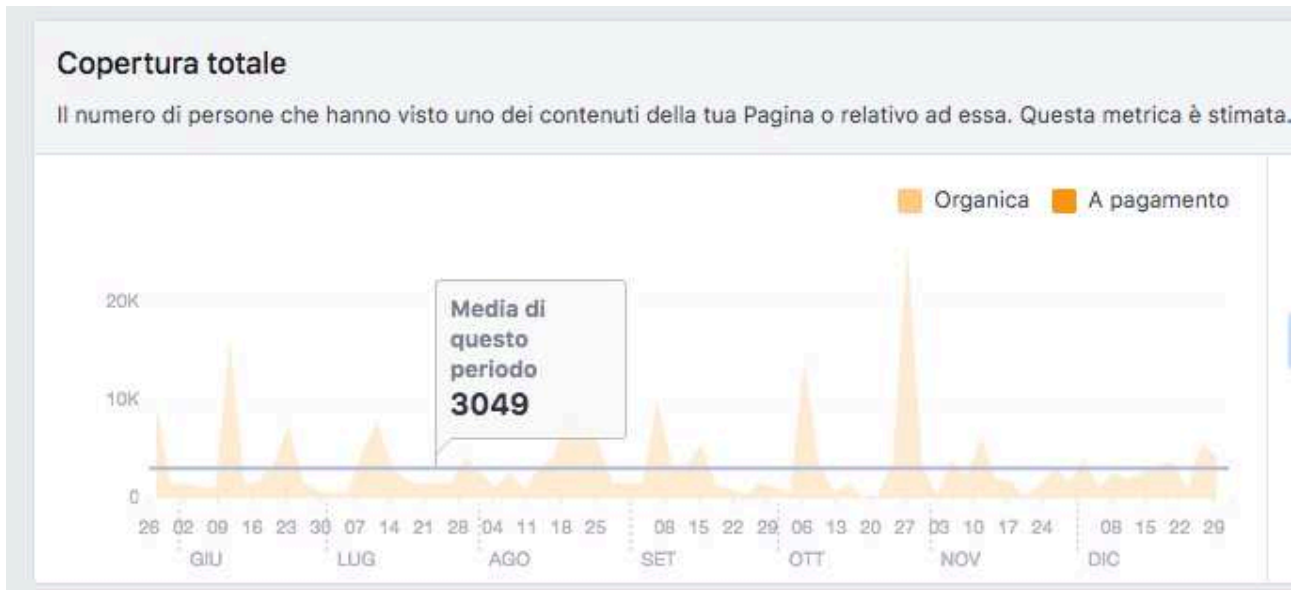 Copertura totale
Il numero di persone che hanno visto uno dei contenuti della tua Pagina o relativo ad essa. Questa metrica è stimata.
Organica A pagamento
20K
Media di
questo
periodo
3049
10K
0
26 02 09 16 23 30 07 14 21 28 04 11 18 25 08 15 22 29 06 13 20 27 03 10 17 24 08 15 22 29
GIU LUG AGO SET OTT NOV DIC